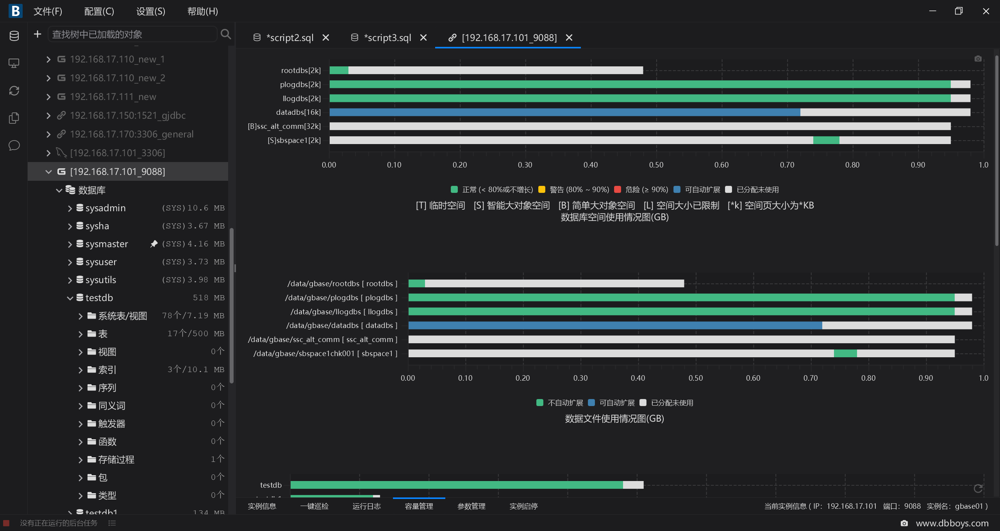 B 文件(F) 配置(C) 设置(S) 帮助(H)
查找树中已加载的对象
*script2.sql
*script3.sql
[192.168.17.101_9088]
192.168.17.110_new_1
192.168.17.110_new_2
192.168.17.111_new
192.168.17.150:1521_gjdbc
192.168.17.170:3306_general
[192.168.17.101_3306]
[192.168.17.101_9088]
数据库
sysadmin (SYS)10.6 MB
sysha (SYS)3.67 MB
sysmaster (SYS)4.16 MB
sysuser (SYS)3.73 MB
sysutils (SYS)3.98 MB
testdb 518 MB
系统表/视图 78个/7.19 MB
表 17个/500 MB
视图 0个
索引 3个/10.1 MB
序列 0个
同义词 0个
触发器 0个
函数 0个
存储过程 1个
包 0个
类型 0个
testdb1 134 MB
rootdbs[2k]
plogdbs[2k]
llogdbs[2k]
datadbs[16k]
[B]ssc_alt_comm[32k]
[S]sbspace1[2k]
0.00 0.10 0.20 0.30 0.40 0.50 0.60 0.70 0.80 0.90 1.0
正常 (< 80%或不增长) 警告 (80% ~ 90%) 危险 (≥ 90%) 可自动扩展 已分配未使用
[T] 临时空间 [S] 智能大对象空间 [B] 简单大对象空间 [L] 空间大小已限制 [*k] 空间页大小为*KB
数据库空间使用情况图(GB)
/data/gbase/rootdbs [ rootdbs ]
/data/gbase/plogdbs [ plogdbs ]
/data/gbase/llogdbs [ llogdbs ]
/data/gbase/datadbs [ datadbs ]
/data/gbase/ssc_alt_comm [ ssc_alt_comm ]
/data/gbase/sbspace1chk001 [ sbspace1 ]
0.00 0.10 0.20 0.30 0.40 0.50 0.60 0.70 0.80 0.90 1.0
不自动扩展 可自动扩展 已分配未使用
数据文件使用情况图(GB)
testdb
实例信息 一键巡检 运行日志 容量管理 参数管理 实例启停
当前实例信息 ( IP：192.168.17.101 端口：9088 实例名：gbase01 )
没有正在运行的后台任务
www.dbboys.com